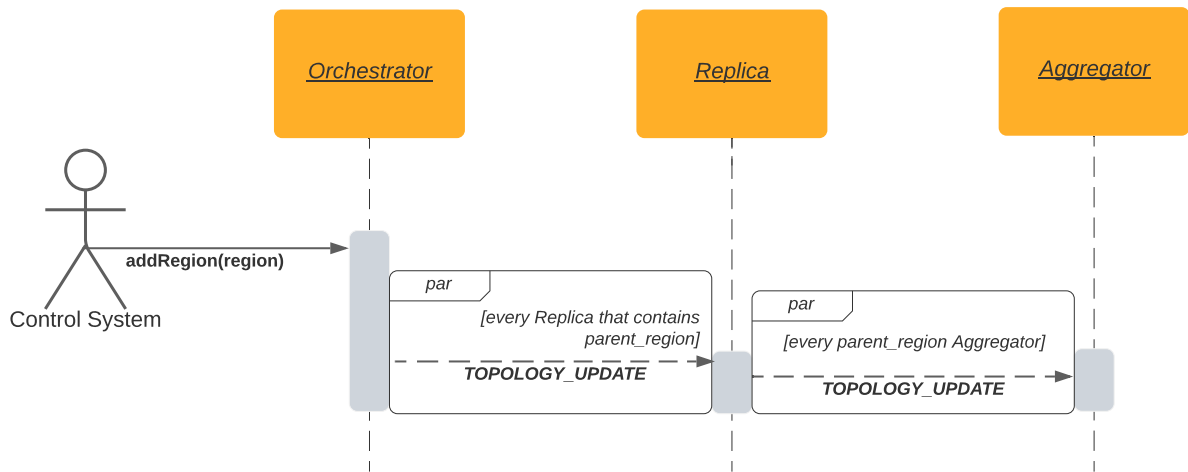 Orchestrator
Replica
Aggregator
addRegion(region)
Control System
par
[every Replica that contains
parent_region]
TOPOLOGY_UPDATE
par
[every parent_region Aggregator]
TOPOLOGY_UPDATE